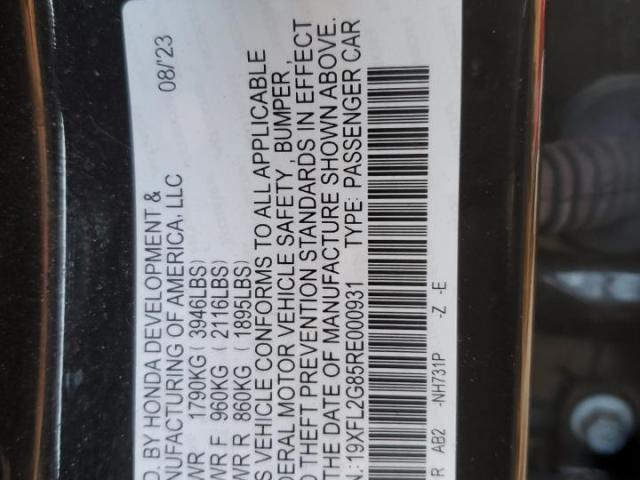 D. BY HONDA DEVELOPMENT & 08/'23
NUFACTURING OF AMERICA, LLC
WR 1790KG ( 3946LBS)
WR F 960KG ( 2116LBS)
WR R 860KG ( 1895LBS)
S VEHICLE CONFORMS TO ALL APPLICABLE
DERAL MOTOR VEHICLE SAFETY , BUMPER ,
D THEFT PREVENTION STANDARDS IN EFFECT
THE DATE OF MANUFACTURE SHOWN ABOVE.
N.:19XFL2G85RE000931 TYPE: PASSENGER CAR
R AB2 -NH731P -Z -E